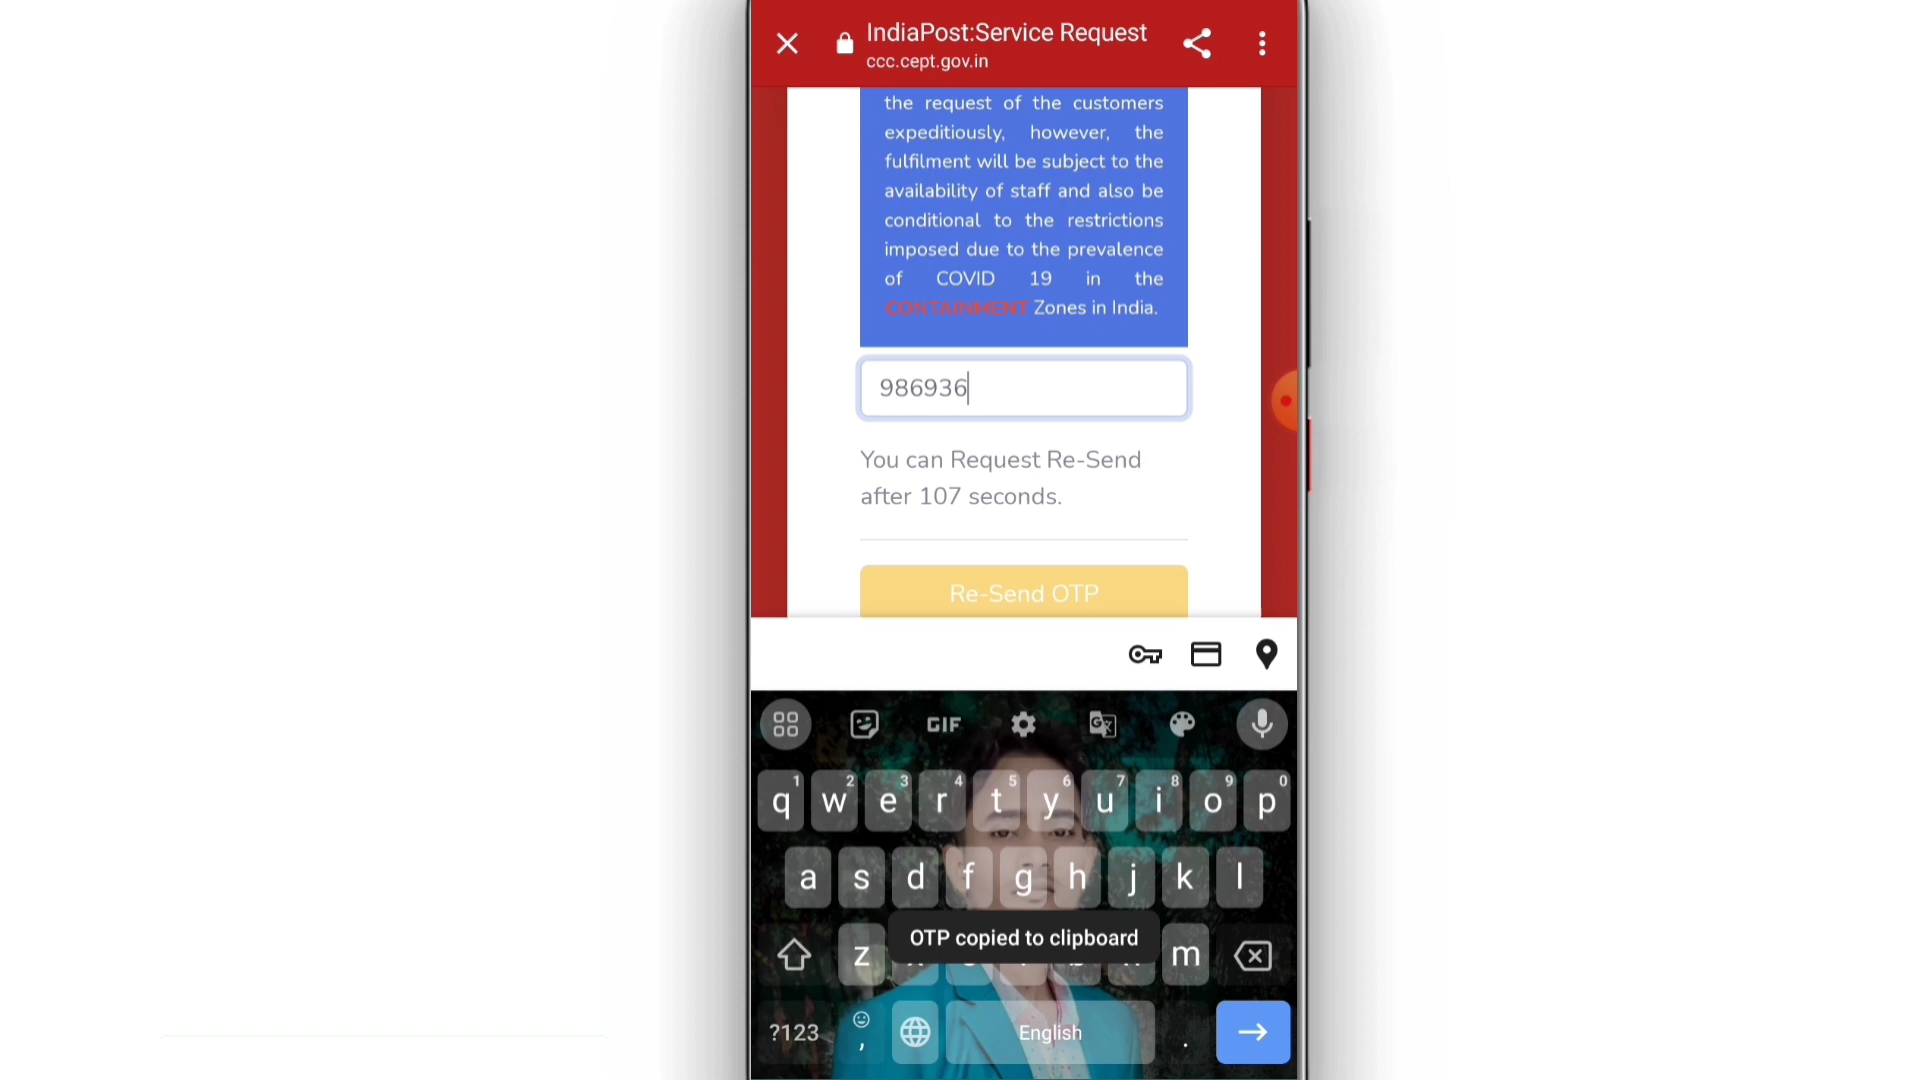 IndiaPost:Service Request
ccc.cept.gov.in
the request of the customers
expeditiously, however, the
fulfilment will be subject to the
availability of staff and also be
conditional to the restrictions
imposed due to the prevalence
of COVID 19 in the
CONTAINMENT Zones in India.
986936
You can Request Re-Send
after 107 seconds.
Re-Send OTP
GIF
1 2 3 4 5 6 7 8 9 0
q w e r t y u i o p
a s d f g h j k l
OTP copied to clipboard
z m
?123 , English .